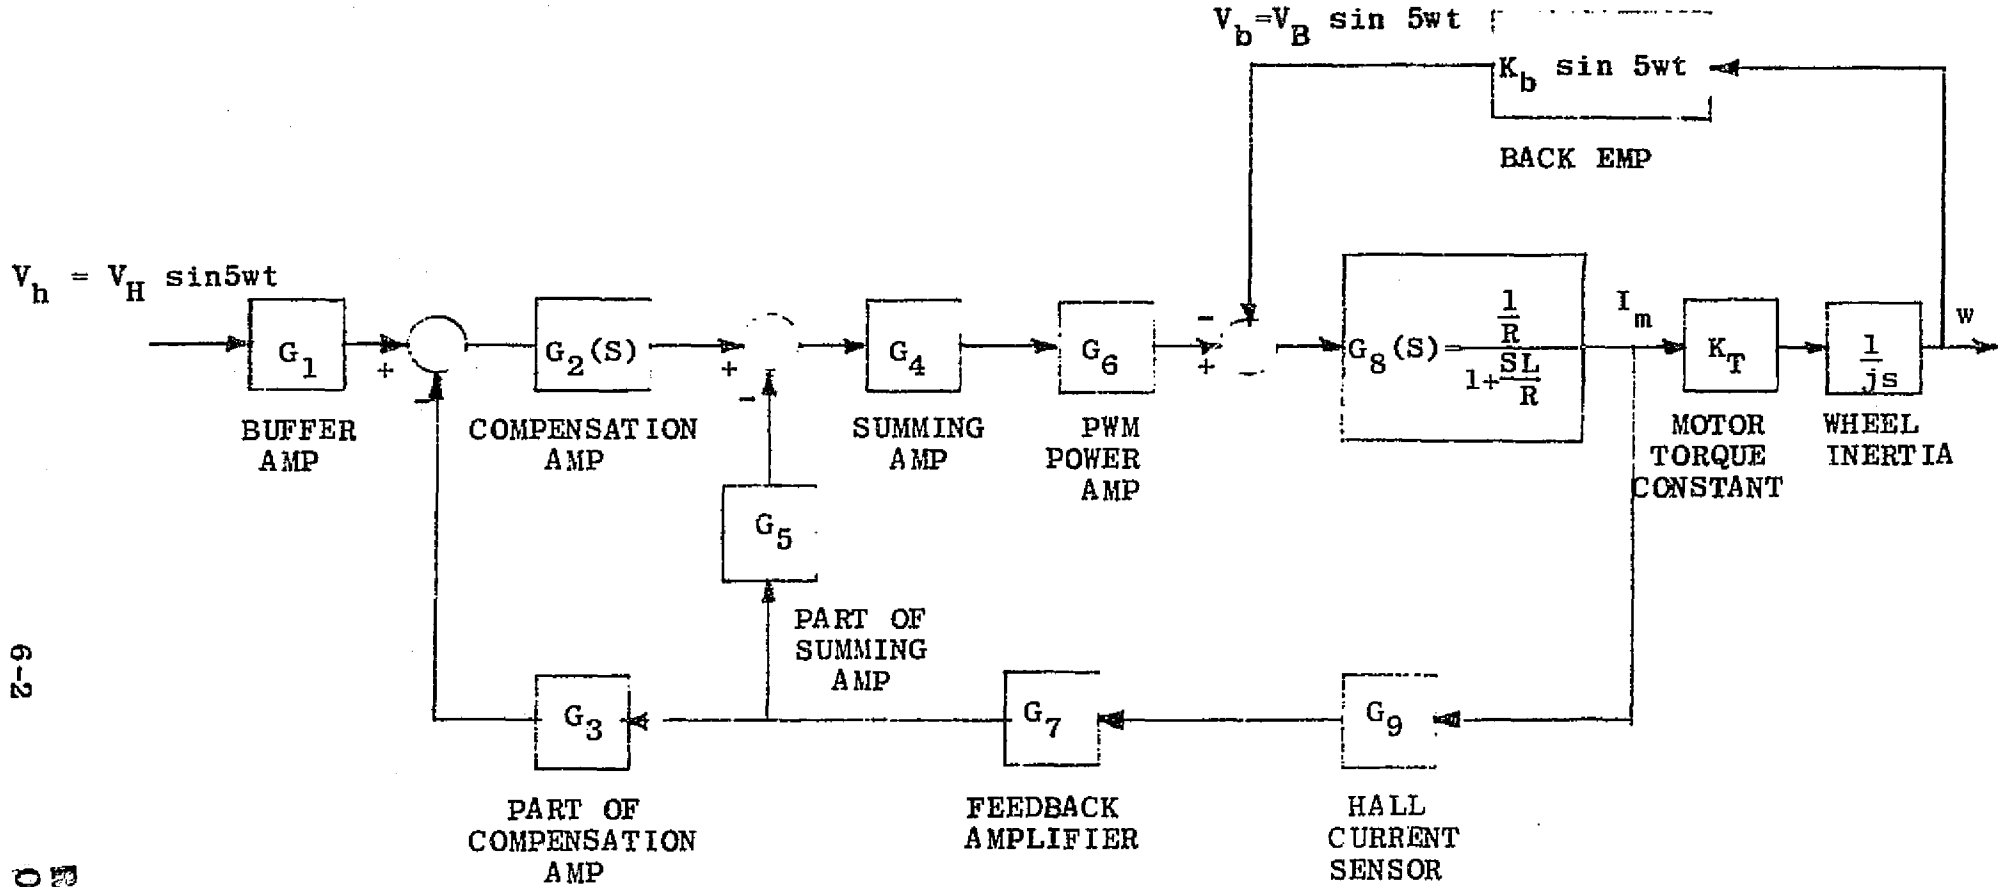 V_b=V_B sin 5wt
K_b sin 5wt
BACK EMP
V_h = V_H sin5wt
G_1
+
-
BUFFER
AMP
G_2(S)
COMPENSATION
AMP
+
-
G_4
SUMMING
AMP
G_6
PWM
POWER
AMP
-
+
G_8(S)=
1
R
1+
SL
R
I_m
K_T
MOTOR
TORQUE
CONSTANT
1
js
WHEEL
INERTIA
w
G_5
PART OF
SUMMING
AMP
G_3
PART OF
COMPENSATION
AMP
G_7
FEEDBACK
AMPLIFIER
G_9
HALL
CURRENT
SENSOR
6-2